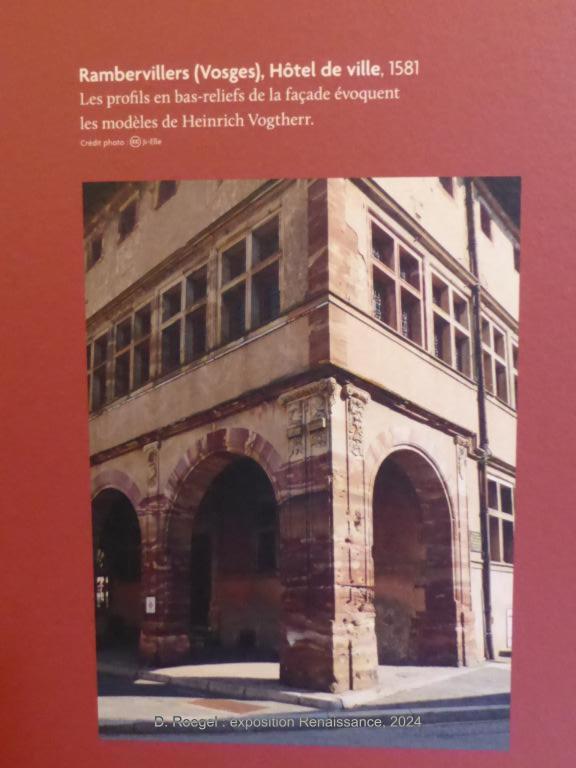 Rambervillers (Vosges), Hôtel de ville, 1581
Les profils en bas-reliefs de la façade évoquent
les modèles de Heinrich Vogtherr.
Crédit photo : cc Ji-Elle
D. Roegel : exposition Renaissance, 2024